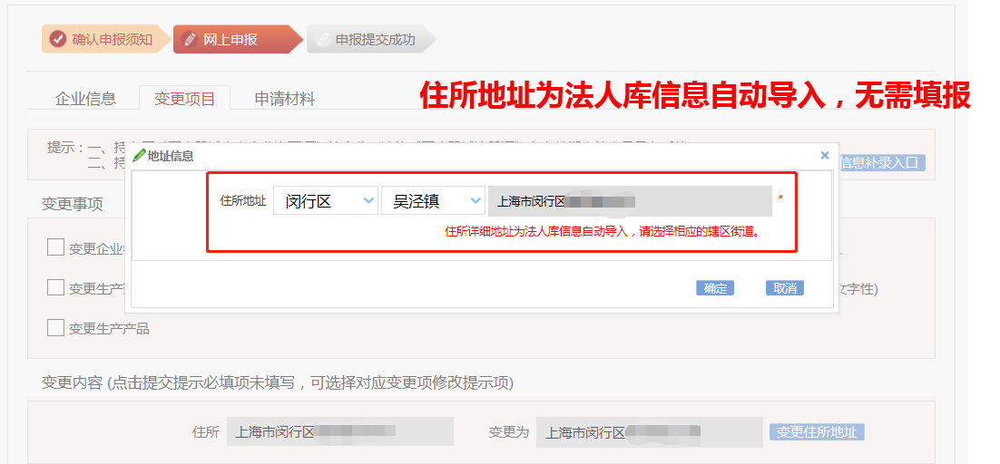 确认申报须知 网上申报 申报提交成功
企业信息 变更项目 申请材料
住所地址为法人库信息自动导入，无需填报
提示：一、持
二、持
信息补录入口
地址信息
变更事项
住所地址 闵行区 吴泾镇 上海市闵行区 *
住所详细地址为法人库信息自动导入，请选择相应的辖区街道。
变更企业
变更生产
文字性)
确定 取消
变更生产产品
变更内容 (点击提交提示必填项未填写，可选择对应变更项修改提示项)
住所 上海市闵行区 变更为 上海市闵行区 变更住所地址